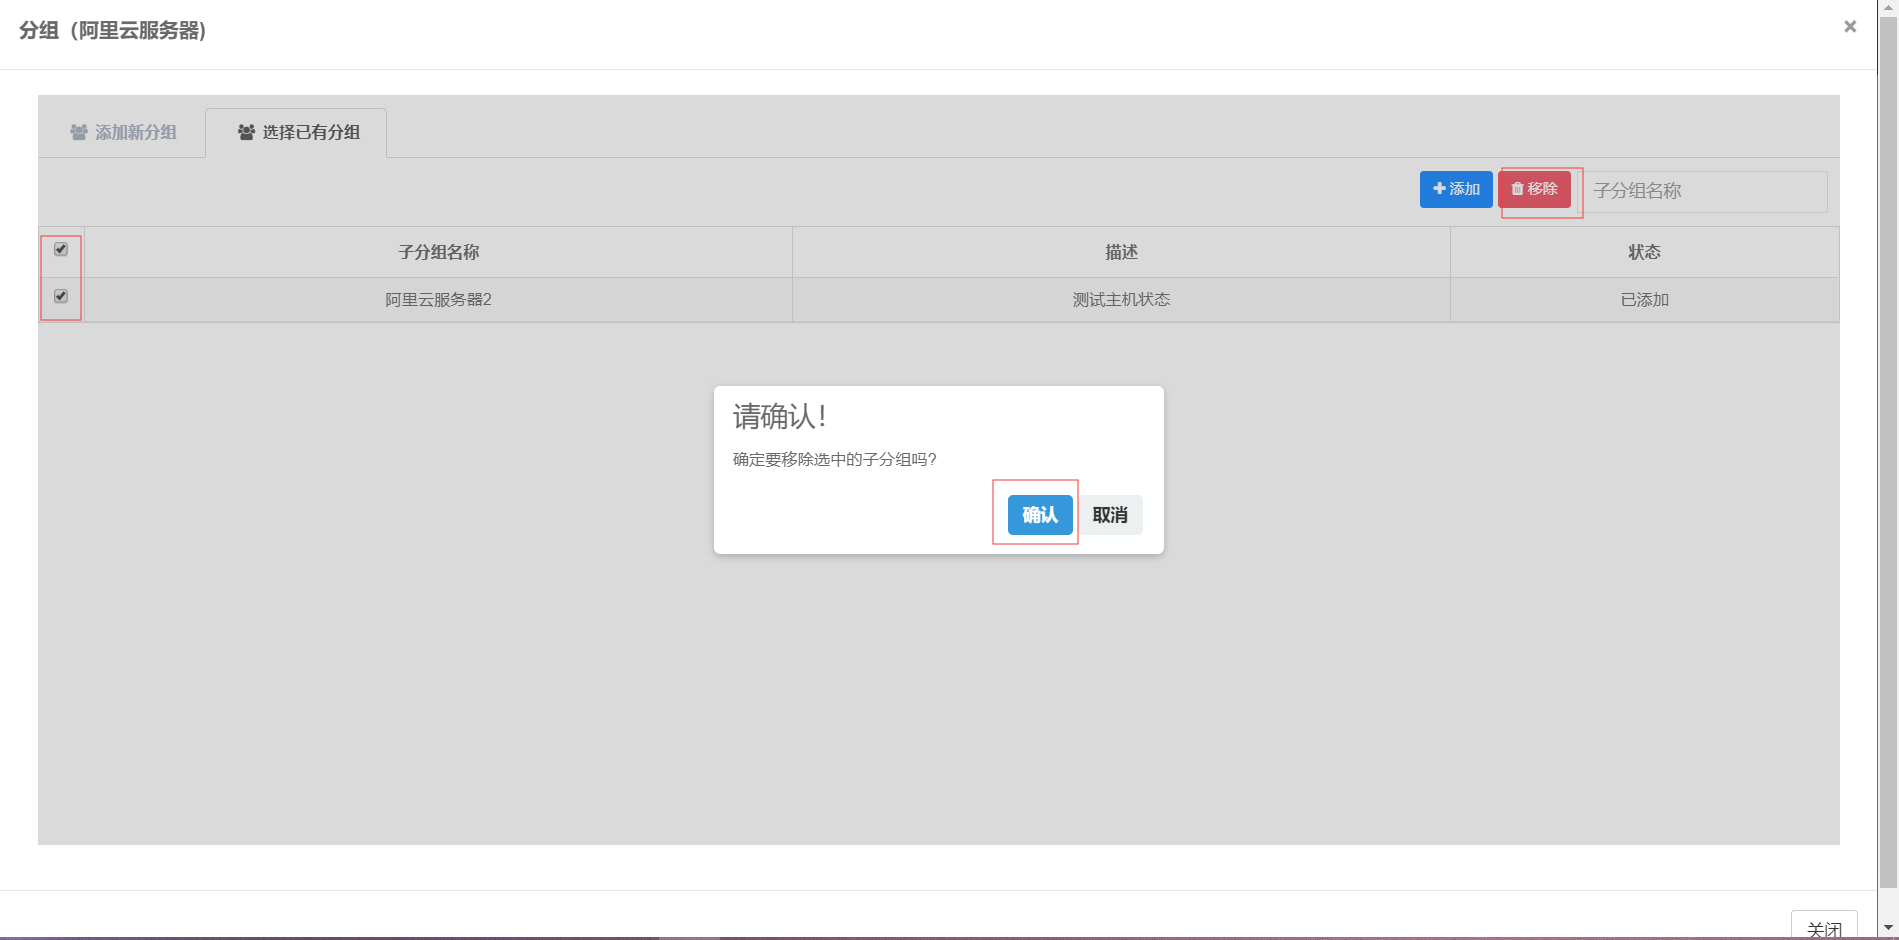 分组（阿里云服务器)
×
添加新分组 选择已有分组
添加 移除 子分组名称
子分组名称 描述 状态
阿里云服务器2 测试主机状态 已添加
请确认！
确定要移除选中的子分组吗?
确认 取消
关闭